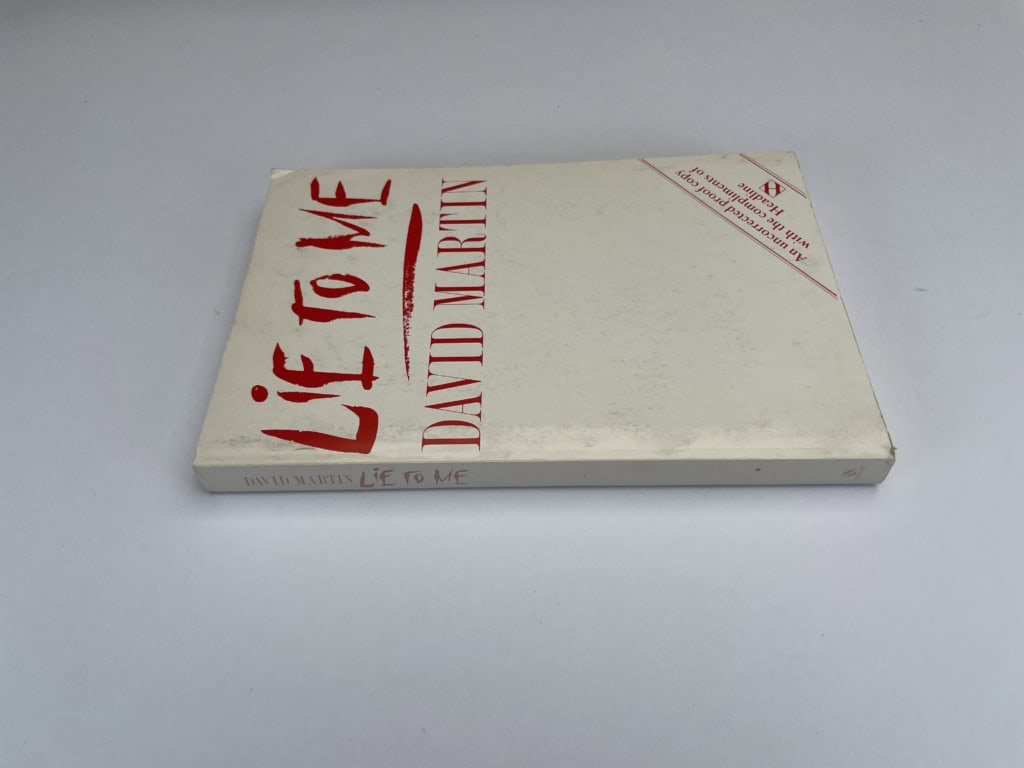 LiE TO ME
DAVID MARTIN
An uncorrected proof copy
with the compliments of
Headline
DAVID MARTIN LiE TO ME